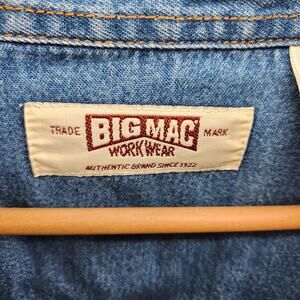 TRADE BIG MAC MARK
WORKWEAR
AUTHENTIC BRAND SINCE 1922